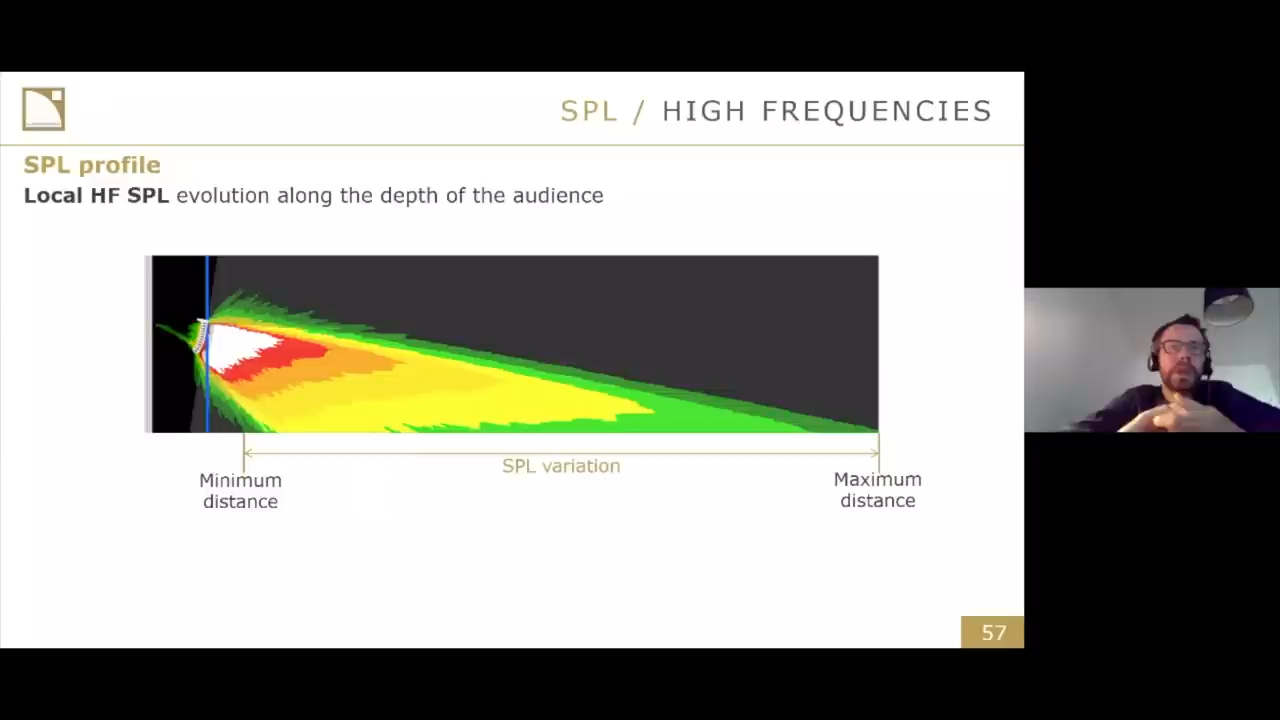 SPL / HIGH FREQUENCIES
SPL profile
Local HF SPL evolution along the depth of the audience
SPL variation
Minimum
distance
Maximum
distance
57